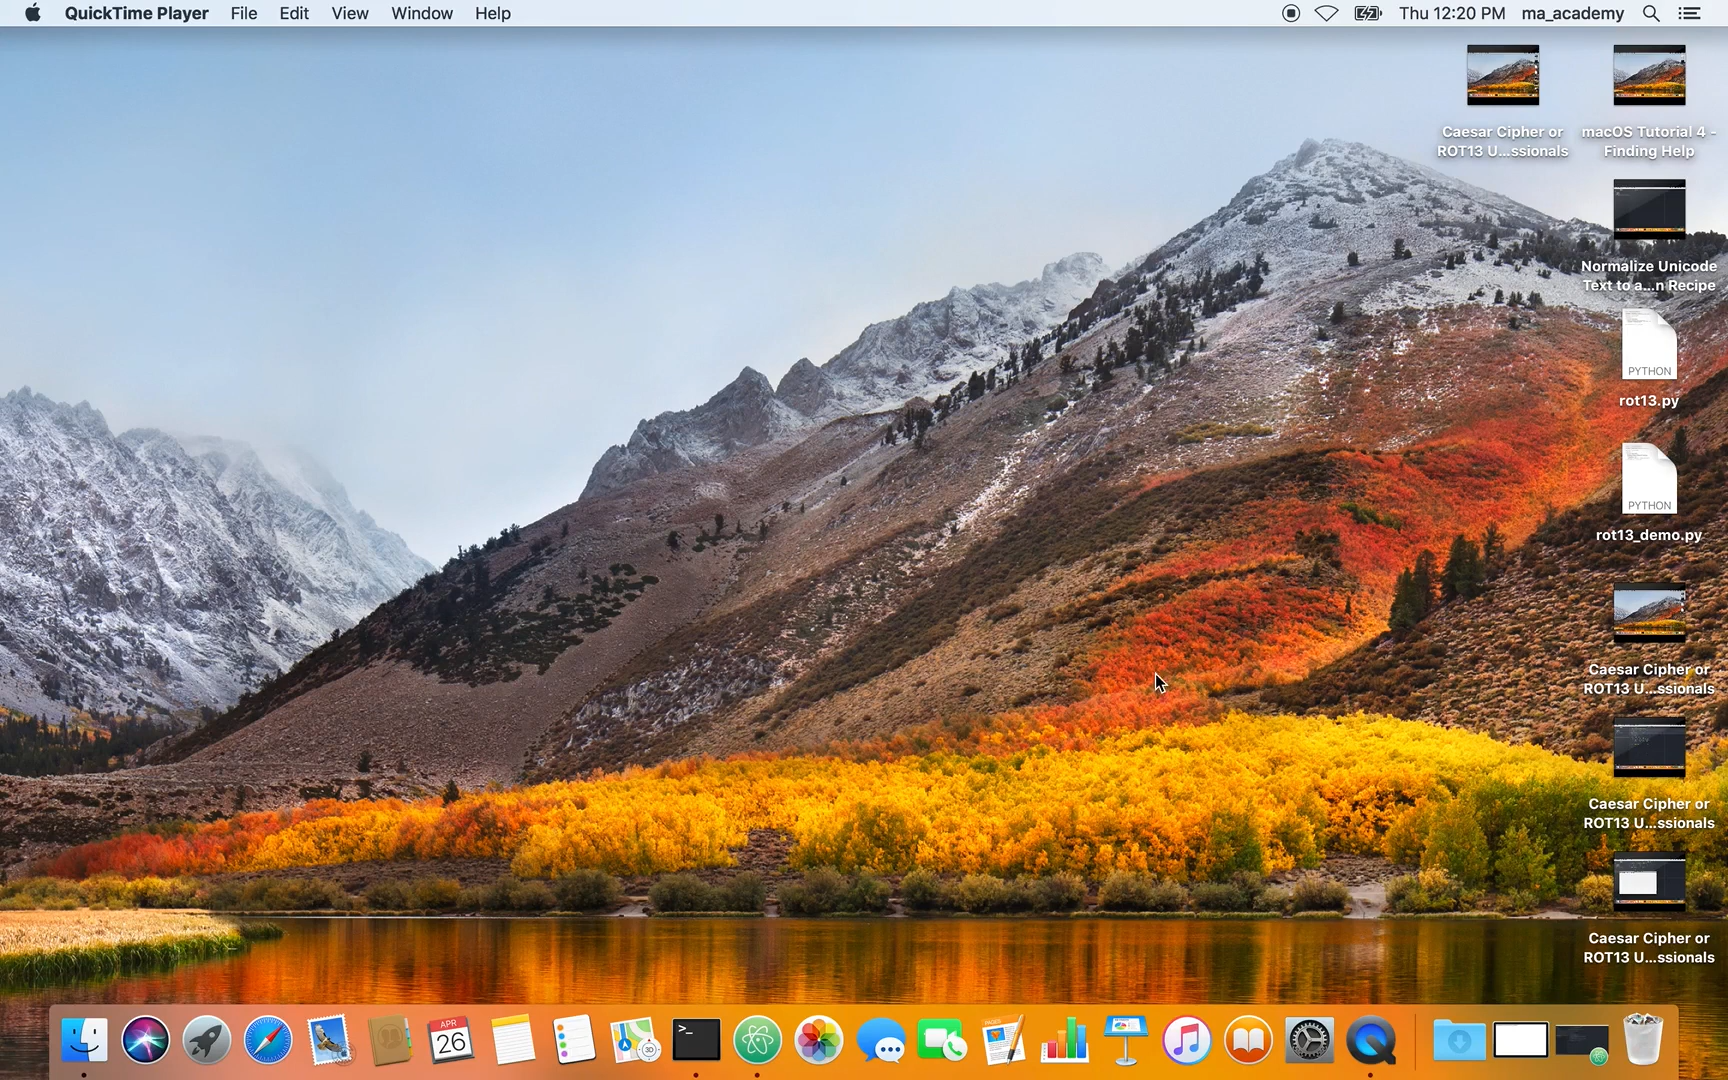 QuickTime Player File Edit View Window Help Thu 12:20 PM ma_academy
Caesar Cipher or
ROT13 U...ssionals
macOS Tutorial 4 -
Finding Help
Normalize Unicode
Text to a...n Recipe
PYTHON
rot13.py
PYTHON
rot13_demo.py
Caesar Cipher or
ROT13 U...ssionals
Caesar Cipher or
ROT13 U...ssionals
Caesar Cipher or
ROT13 U...ssionals
APR
26
>_
PAGES
3D